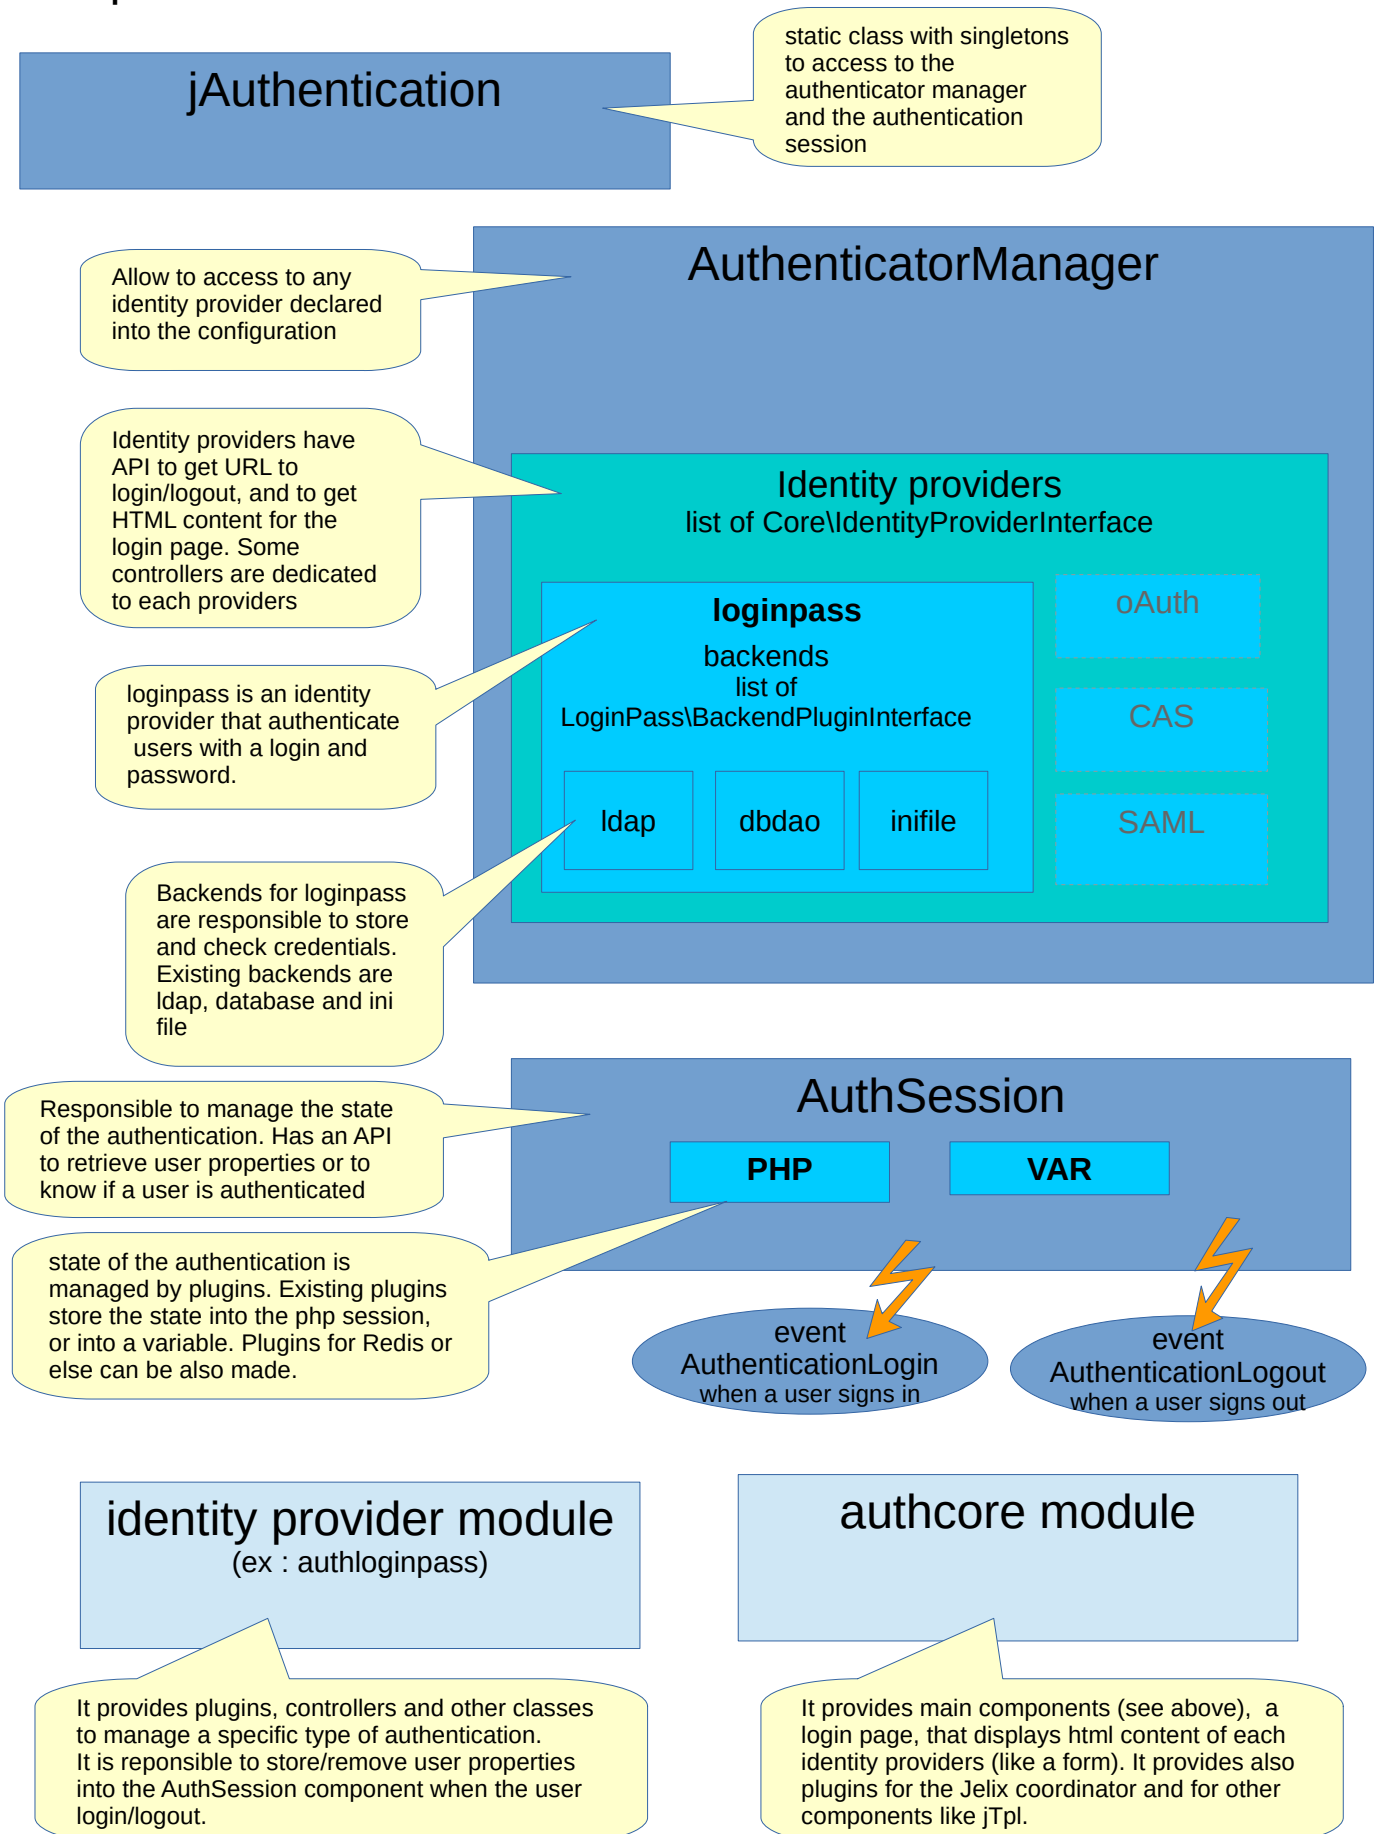 jAuthentication
static class with singletons
to access to the
authenticator manager
and the authentication
session
AuthenticatorManager
Allow to access to any
identity provider declared
into the configuration
Identity providers have
API to get URL to
login/logout, and to get
HTML content for the
login page. Some
controllers are dedicated
to each providers
Identity providers
list of Core\IdentityProviderInterface
loginpass
backends
list of
LoginPass\BackendPluginInterface
ldap
dbdao
inifile
oAuth
CAS
SAML
loginpass is an identity
provider that authenticate
users with a login and
password.
Backends for loginpass
are responsible to store
and check credentials.
Existing backends are
ldap, database and ini
file
AuthSession
PHP
VAR
Responsible to manage the state
of the authentication. Has an API
to retrieve user properties or to
know if a user is authenticated
state of the authentication is
managed by plugins. Existing plugins
store the state into the php session,
or into a variable. Plugins for Redis or
else can be also made.
event
AuthenticationLogin
when a user signs in
event
AuthenticationLogout
when a user signs out
identity provider module
(ex : authloginpass)
authcore module
It provides plugins, controllers and other classes
to manage a specific type of authentication.
It is reponsible to store/remove user properties
into the AuthSession component when the user
login/logout.
It provides main components (see above),  a
login page, that displays html content of each
identity providers (like a form). It provides also
plugins for the Jelix coordinator and for other
components like jTpl.